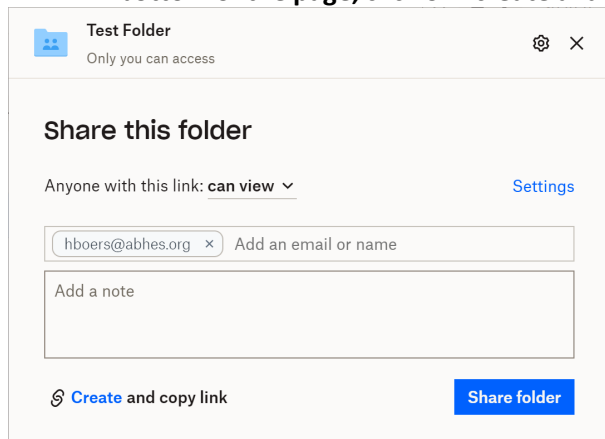 Test Folder
Only you can access
Share this folder
Anyone with this link: can view
Settings
hboers@abhes.org × Add an email or name
Add a note
Create and copy link
Share folder